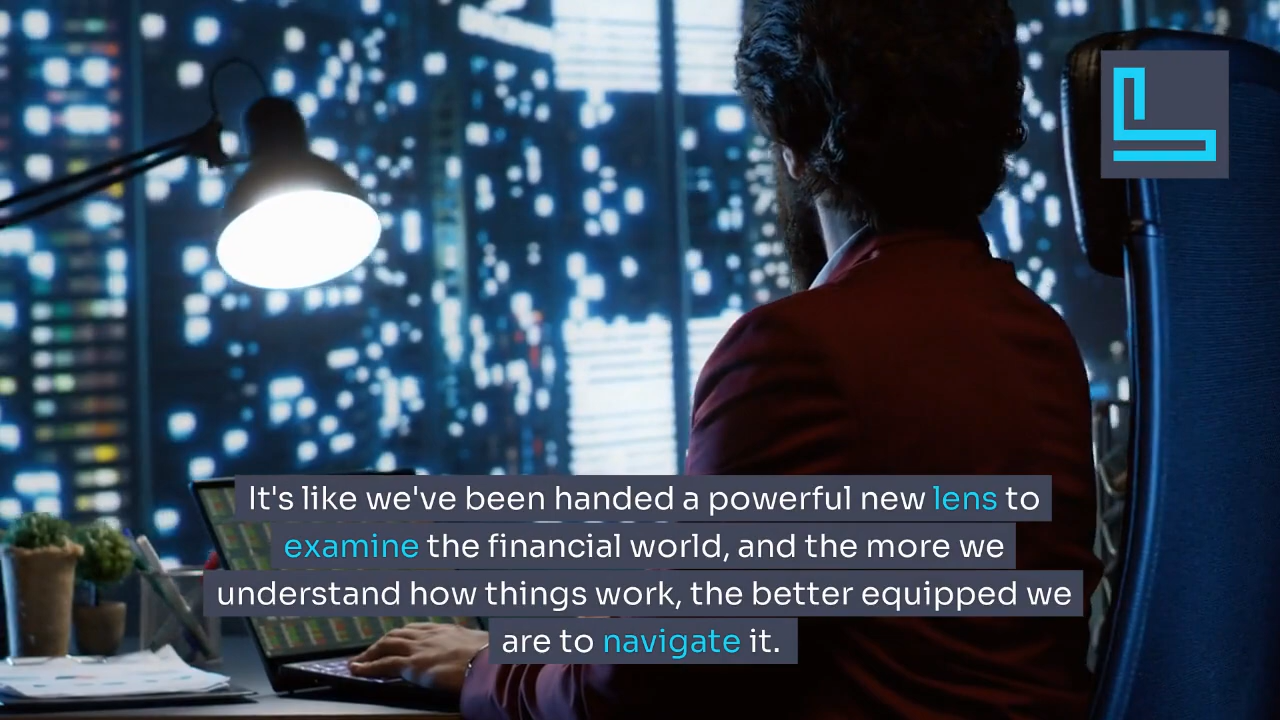 It's like we've been handed a powerful new lens to
examine the financial world, and the more we
understand how things work, the better equipped we
are to navigate it.